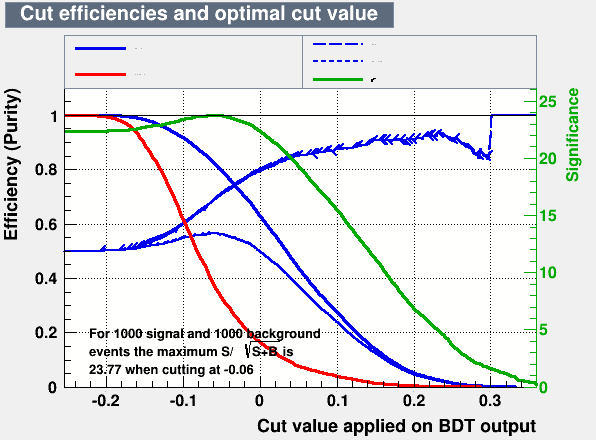 Cut efficiencies and optimal cut value
Efficiency (Purity)
1
0.8
0.6
0.4
0.2
0
25
20
15
10
5
0
Significance
For 1000 signal and 1000 background
events the maximum S/ √S+B is
23.77 when cutting at -0.06
-0.2 -0.1 0 0.1 0.2 0.3
Cut value applied on BDT output